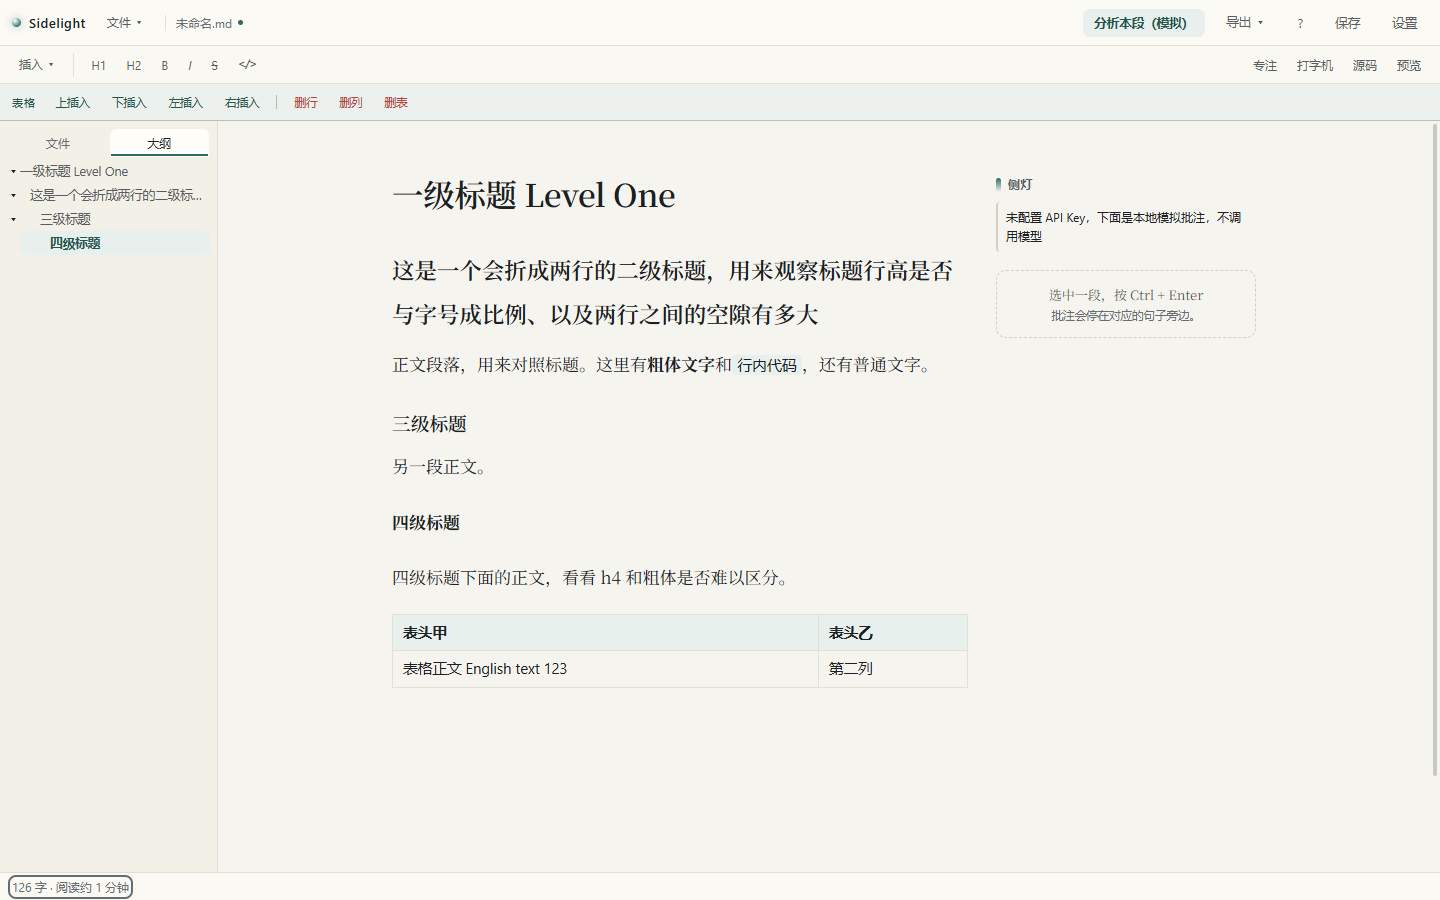 Sidelight 文件 ▾ 未命名.md ● 分析本段（模拟） 导出 ▾ ? 保存 设置
插入 ▾ H1 H2 B I S </> 专注 打字机 源码 预览
表格 上插入 下插入 左插入 右插入 删行 删列 删表
文件 大纲
▾ 一级标题 Level One
▾ 这是一个会折成两行的二级标...
▾ 三级标题
四级标题
一级标题 Level One
这是一个会折成两行的二级标题，用来观察标题行高是否
与字号成比例、以及两行之间的空隙有多大
正文段落，用来对照标题。这里有粗体文字和 行内代码 ，还有普通文字。
三级标题
另一段正文。
四级标题
四级标题下面的正文，看看 h4 和粗体是否难以区分。
表头甲 表头乙
表格正文 English text 123 第二列
侧灯
未配置 API Key，下面是本地模拟批注，不调
用模型
选中一段，按 Ctrl + Enter
批注会停在对应的句子旁边。
126 字 · 阅读约 1 分钟